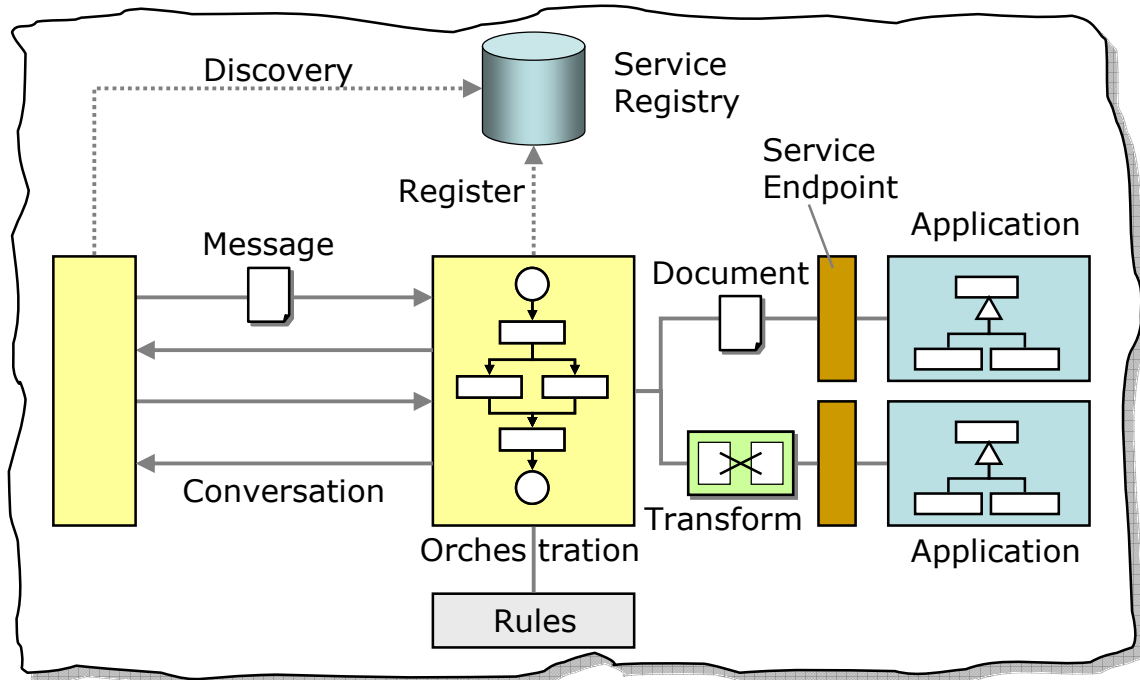 Discovery
Service
Registry
Service
Endpoint
Register
Message
Application
Document
Conversation
Transform
Orches tration
Application
Rules